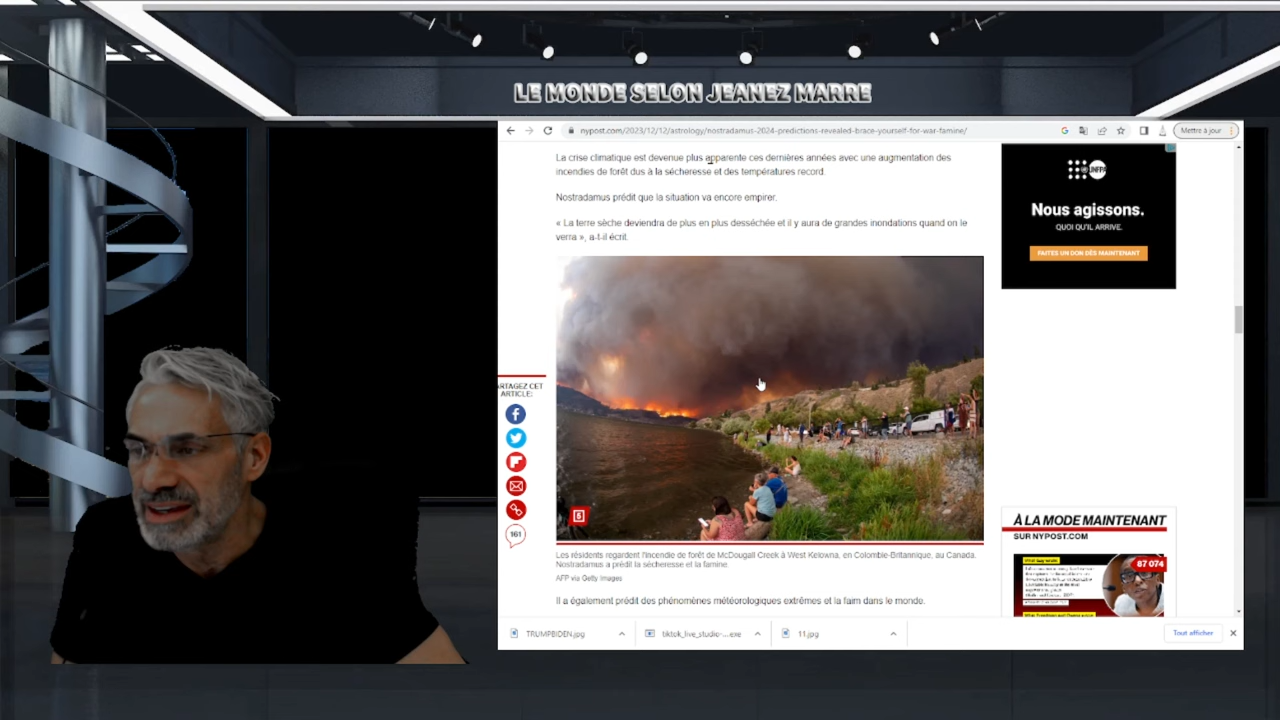 LE MONDE SELON JEANEZ MARRE
nypost.com/2023/12/12/astrology/nostradamus-2024-predictions-revealed-brace-yourself-for-war-famine/
Mettre à jour
La crise climatique est devenue plus apparente ces dernières années avec une augmentation des
incendies de forêt dus à la sécheresse et des températures record.
Nostradamus prédit que la situation va encore empirer.
« La terre sèche deviendra de plus en plus desséchée et il y aura de grandes inondations quand on le
verra », a-t-il écrit.
UNFPA
Nous agissons.
QUOI QU'IL ARRIVE.
FAITES UN DON DÈS MAINTENANT
ARTAGEZ CET
ARTICLE:
161
6
Les résidents regardent l'incendie de forêt de McDougall Creek à West Kelowna, en Colombie-Britannique, au Canada.
Nostradamus a prédit la sécheresse et la famine.
AFP via Getty Images
Il a également prédit des phénomènes météorologiques extrêmes et la faim dans le monde.
À LA MODE MAINTENANT
SUR NYPOST.COM
87 074
TRUMPBIDEN.jpg
tiktok_live_studio-....exe
11.jpg
Tout afficher